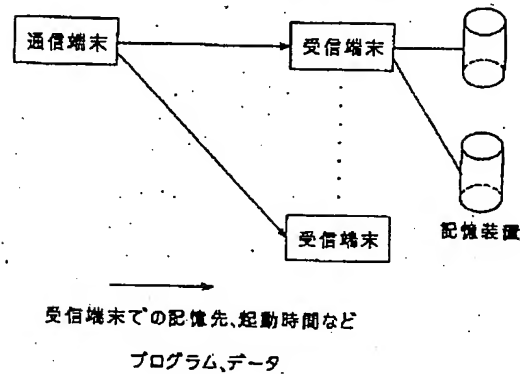 通信端末
受信端末
受信端末
記憶装置
受信端末での記憶先、起動時間など
プログラム、データ